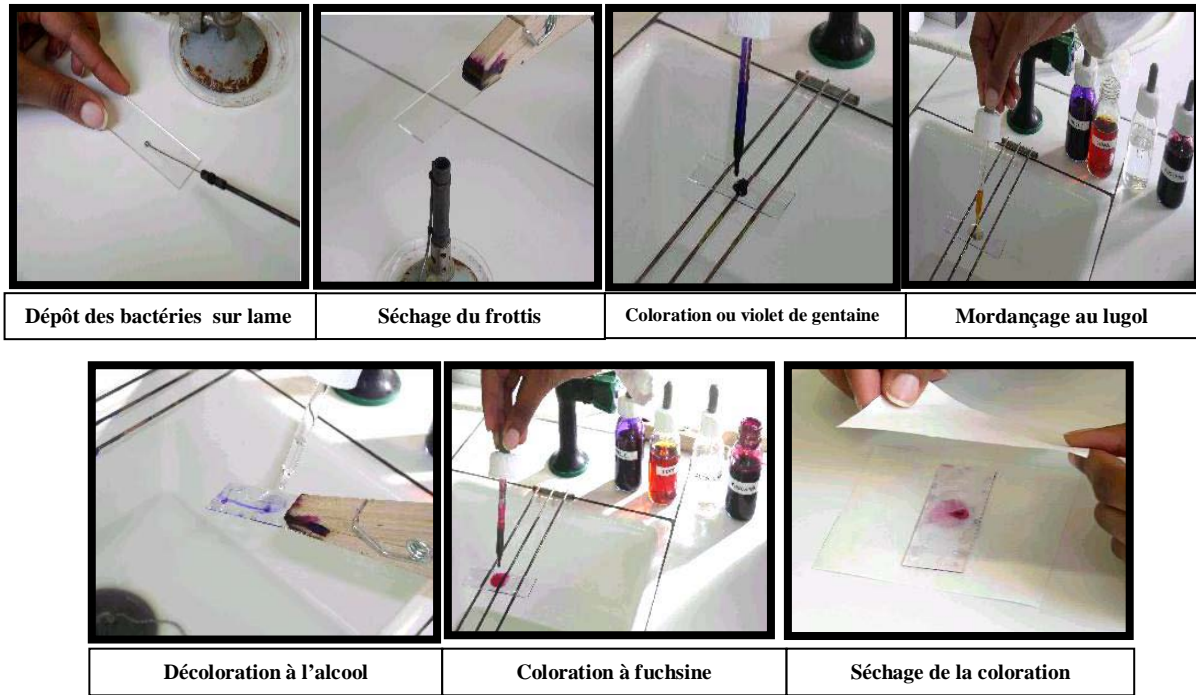 Dépôt des bactéries sur lame
Séchage du frottis
Coloration ou violet de gentaine
Mordançage au lugol
Décoloration à l'alcool
Coloration à fuchsine
Séchage de la coloration